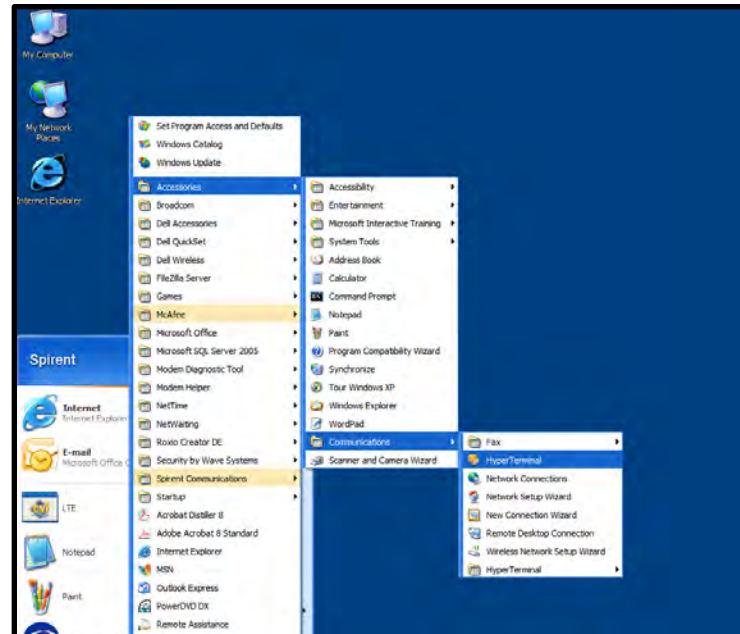 My Computer
My Network
Places
Internet Explorer
Set Program Access and Defaults
Windows Catalog
Windows Update
Accessories
Broadcom
Dell Accessories
Dell QuickSet
Dell Wireless
FileZilla Server
Games
McAfee
Microsoft Office
Microsoft SQL Server 2005
Modem Diagnostic Tool
Modem Helper
NetTime
NetWaiting
Roxio Creator DE
Security by Wave Systems
Spirent Communications
Startup
Acrobat Distiller 8
Adobe Acrobat 8 Standard
Internet Explorer
MSN
Outlook Express
PowerDVD DX
Remote Assistance
Accessibility
Entertainment
Microsoft Interactive Training
System Tools
Address Book
Calculator
Command Prompt
Notepad
Paint
Program Compatibility Wizard
Synchronize
Tour Windows XP
Windows Explorer
WordPad
Communications
Scanner and Camera Wizard
Fax
HyperTerminal
Network Connections
Network Setup Wizard
New Connection Wizard
Remote Desktop Connection
Wireless Network Setup Wizard
HyperTerminal
Spirent
Internet
Internet Explorer
E-mail
Microsoft Office
LTE
Notepad
Paint